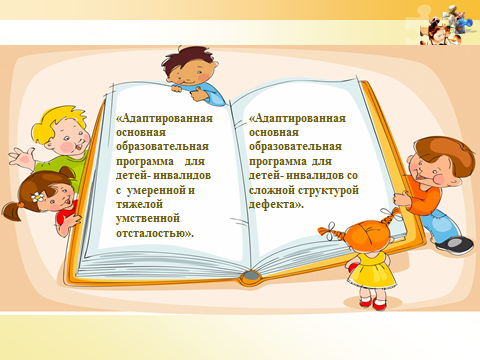 «Адаптированная
основная
образовательная
программа для
детей- инвалидов
с умеренной и
тяжелой
умственной
отсталостью».
«Адаптированная
основная
образовательная
программа для
детей- инвалидов со
сложной структурой
дефекта».